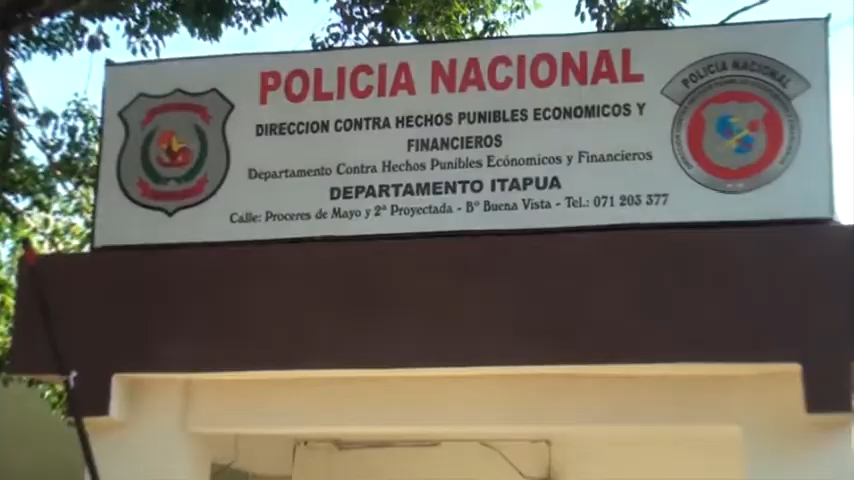 POLICIA NACIONAL
DIRECCION CONTRA HECHOS PUNIBLES ECONOMICOS Y
FINANCIEROS
Departamento Contra Hechos Punibles Económicos y Financieros
DEPARTAMENTO ITAPUA
Calle: Proceres de Mayo y 2ª Proyectada - Bº Buena Vista - Tel.: 071 205 377
POLICIA NACIONAL